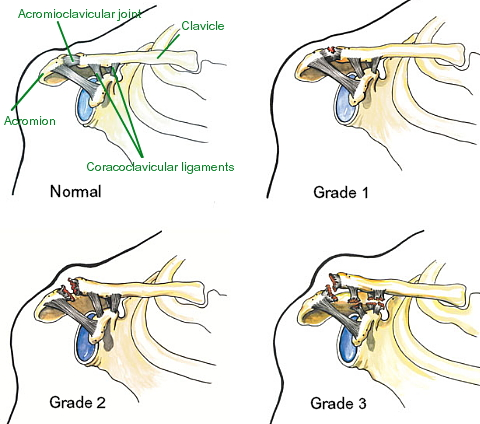 Acromioclavicular joint
Clavicle
Acromion
Coracoclavicular ligaments
Normal
Grade 1
Grade 2
Grade 3